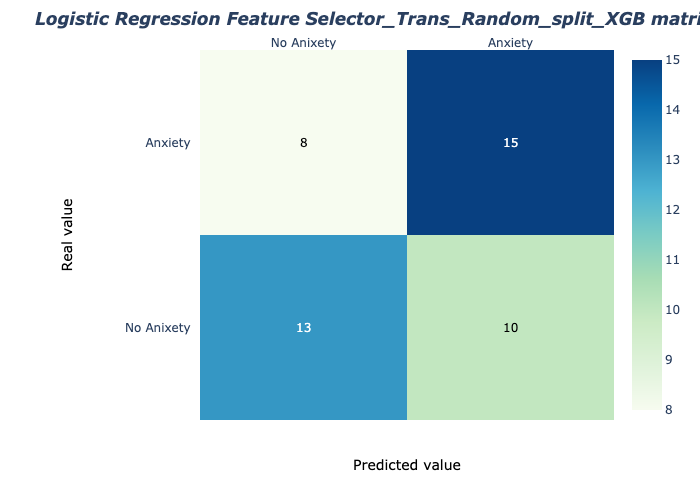 Logistic Regression Feature Selector_Trans_Random_split_XGB matri
No Anixety Anxiety
15
14
13
12
11
10
9
8
Anxiety 8 15
No Anixety 13 10
Real value
Predicted value